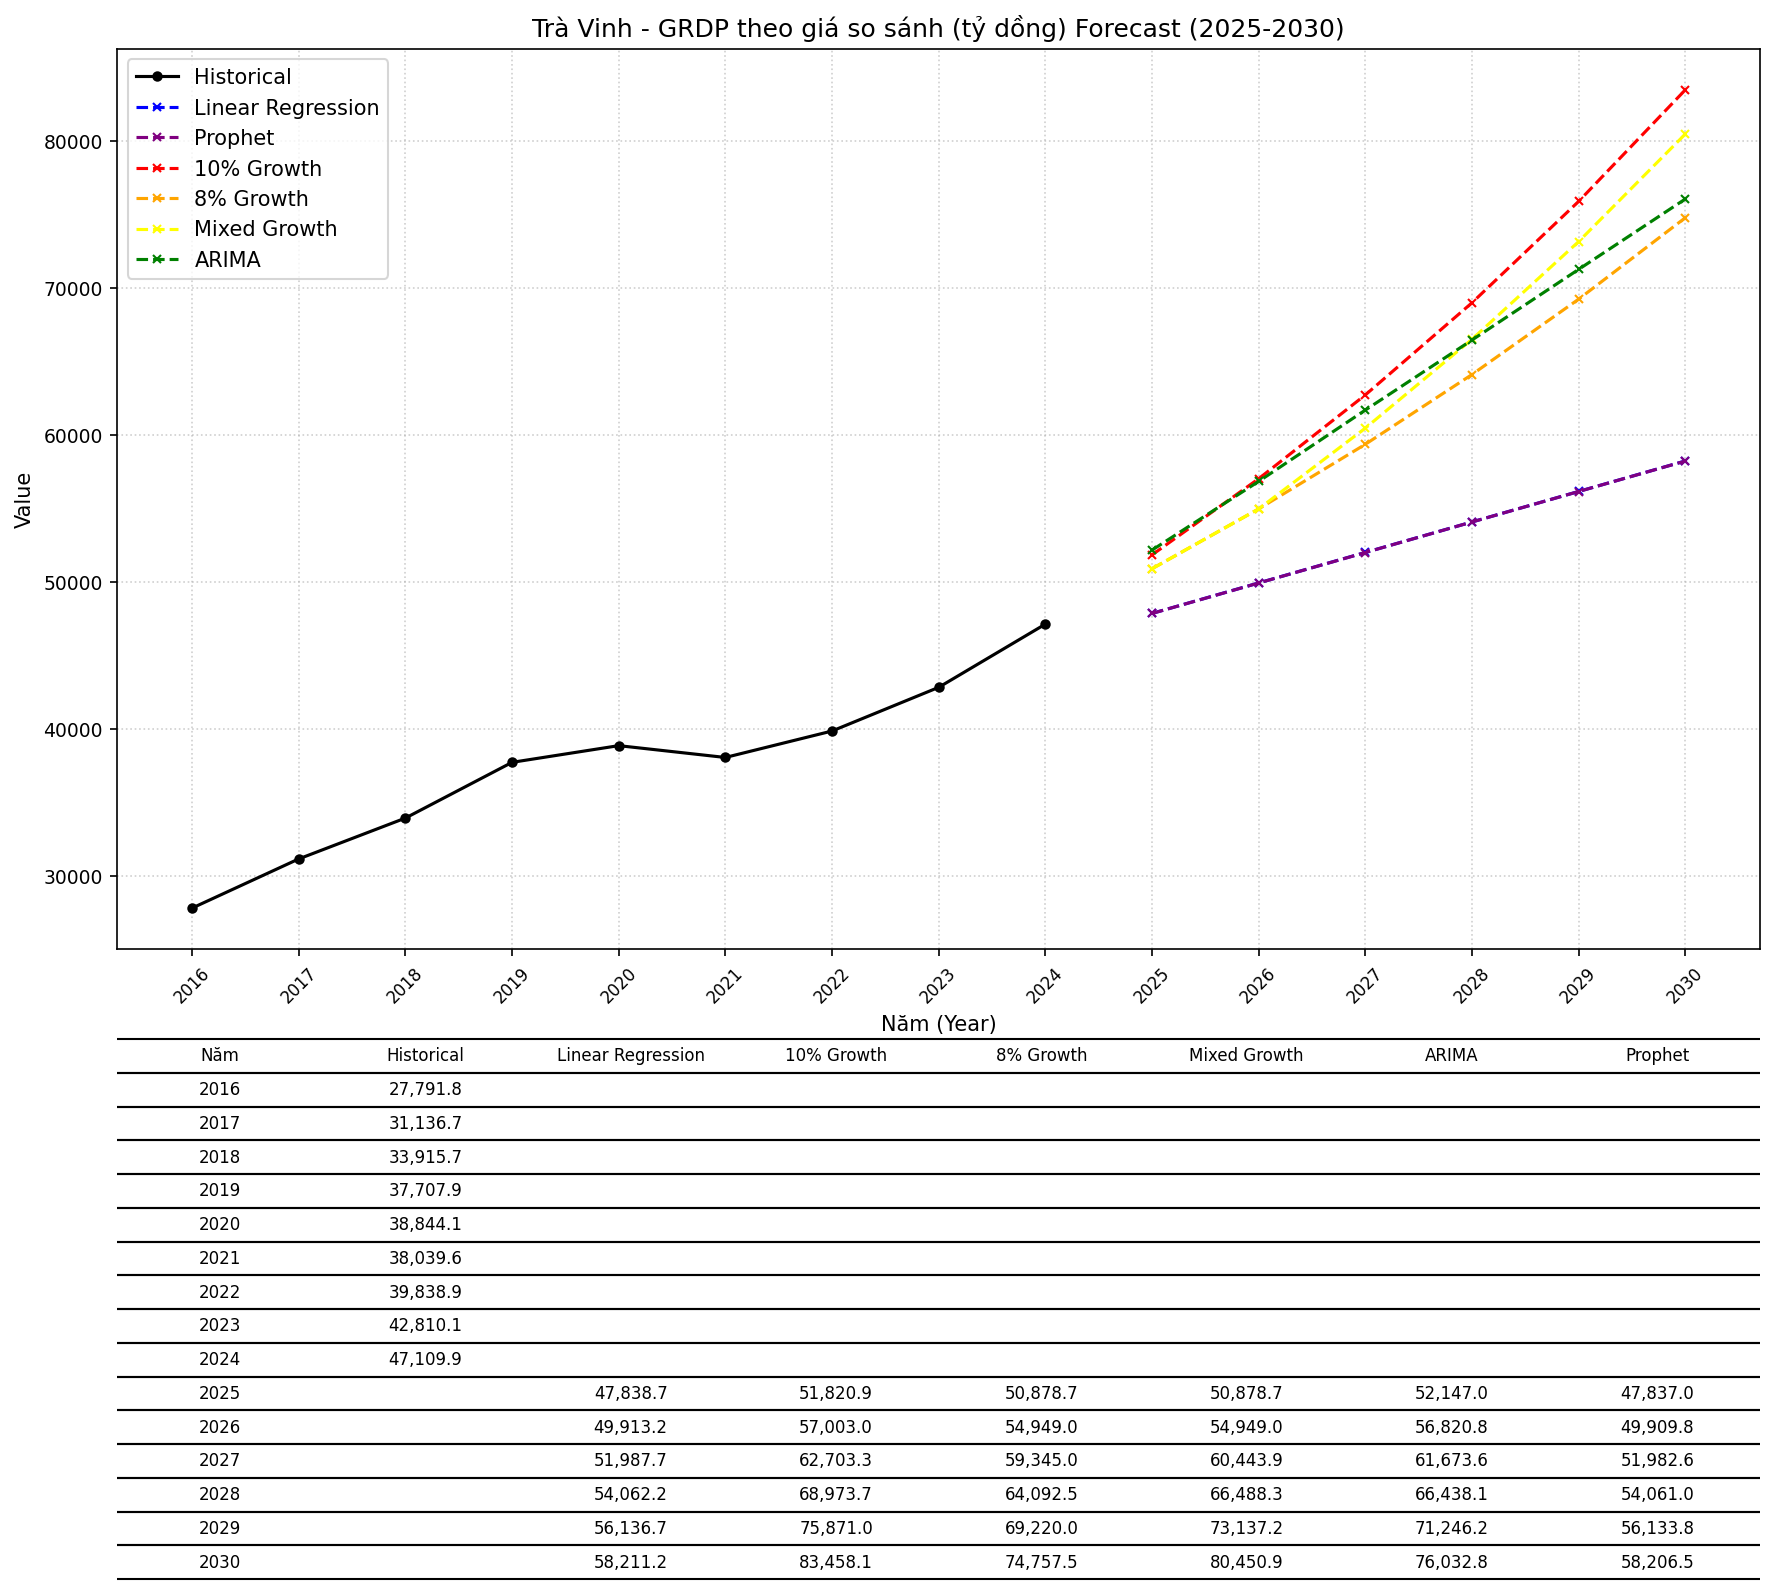 Trà Vinh - GRDP theo giá so sánh (tỷ dồng) Forecast (2025-2030)
Historical
Linear Regression
Prophet
10% Growth
8% Growth
Mixed Growth
ARIMA
Value
80000
70000
60000
50000
40000
30000
2016 2017 2018 2019 2020 2021 2022 2023 2024 2025 2026 2027 2028 2029 2030
Năm (Year)
Năm Historical Linear Regression 10% Growth 8% Growth Mixed Growth ARIMA Prophet
2016 27,791.8
2017 31,136.7
2018 33,915.7
2019 37,707.9
2020 38,844.1
2021 38,039.6
2022 39,838.9
2023 42,810.1
2024 47,109.9
2025 47,838.7 51,820.9 50,878.7 50,878.7 52,147.0 47,837.0
2026 49,913.2 57,003.0 54,949.0 54,949.0 56,820.8 49,909.8
2027 51,987.7 62,703.3 59,345.0 60,443.9 61,673.6 51,982.6
2028 54,062.2 68,973.7 64,092.5 66,488.3 66,438.1 54,061.0
2029 56,136.7 75,871.0 69,220.0 73,137.2 71,246.2 56,133.8
2030 58,211.2 83,458.1 74,757.5 80,450.9 76,032.8 58,206.5